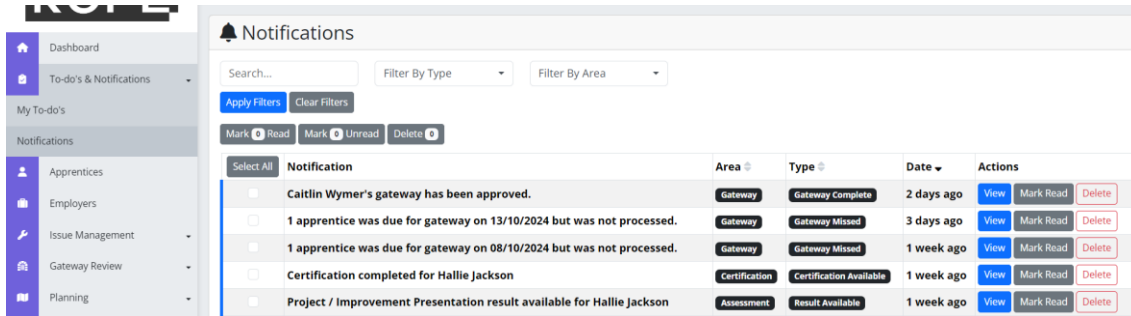 Notifications
Dashboard
To-do's & Notifications
My To-do's
Notifications
Apprentices
Employers
Issue Management
Gateway Review
Planning
Search...
Filter By Type
Filter By Area
Apply Filters
Clear Filters
Mark 0 Read
Mark 0 Unread
Delete 0
Select All Notification Area Type Date Actions
Caitlin Wymer's gateway has been approved. Gateway Gateway Complete 2 days ago View Mark Read Delete
1 apprentice was due for gateway on 13/10/2024 but was not processed. Gateway Gateway Missed 3 days ago View Mark Read Delete
1 apprentice was due for gateway on 08/10/2024 but was not processed. Gateway Gateway Missed 1 week ago View Mark Read Delete
Certification completed for Hallie Jackson Certification Certification Available 1 week ago View Mark Read Delete
Project / Improvement Presentation result available for Hallie Jackson Assessment Result Available 1 week ago View Mark Read Delete